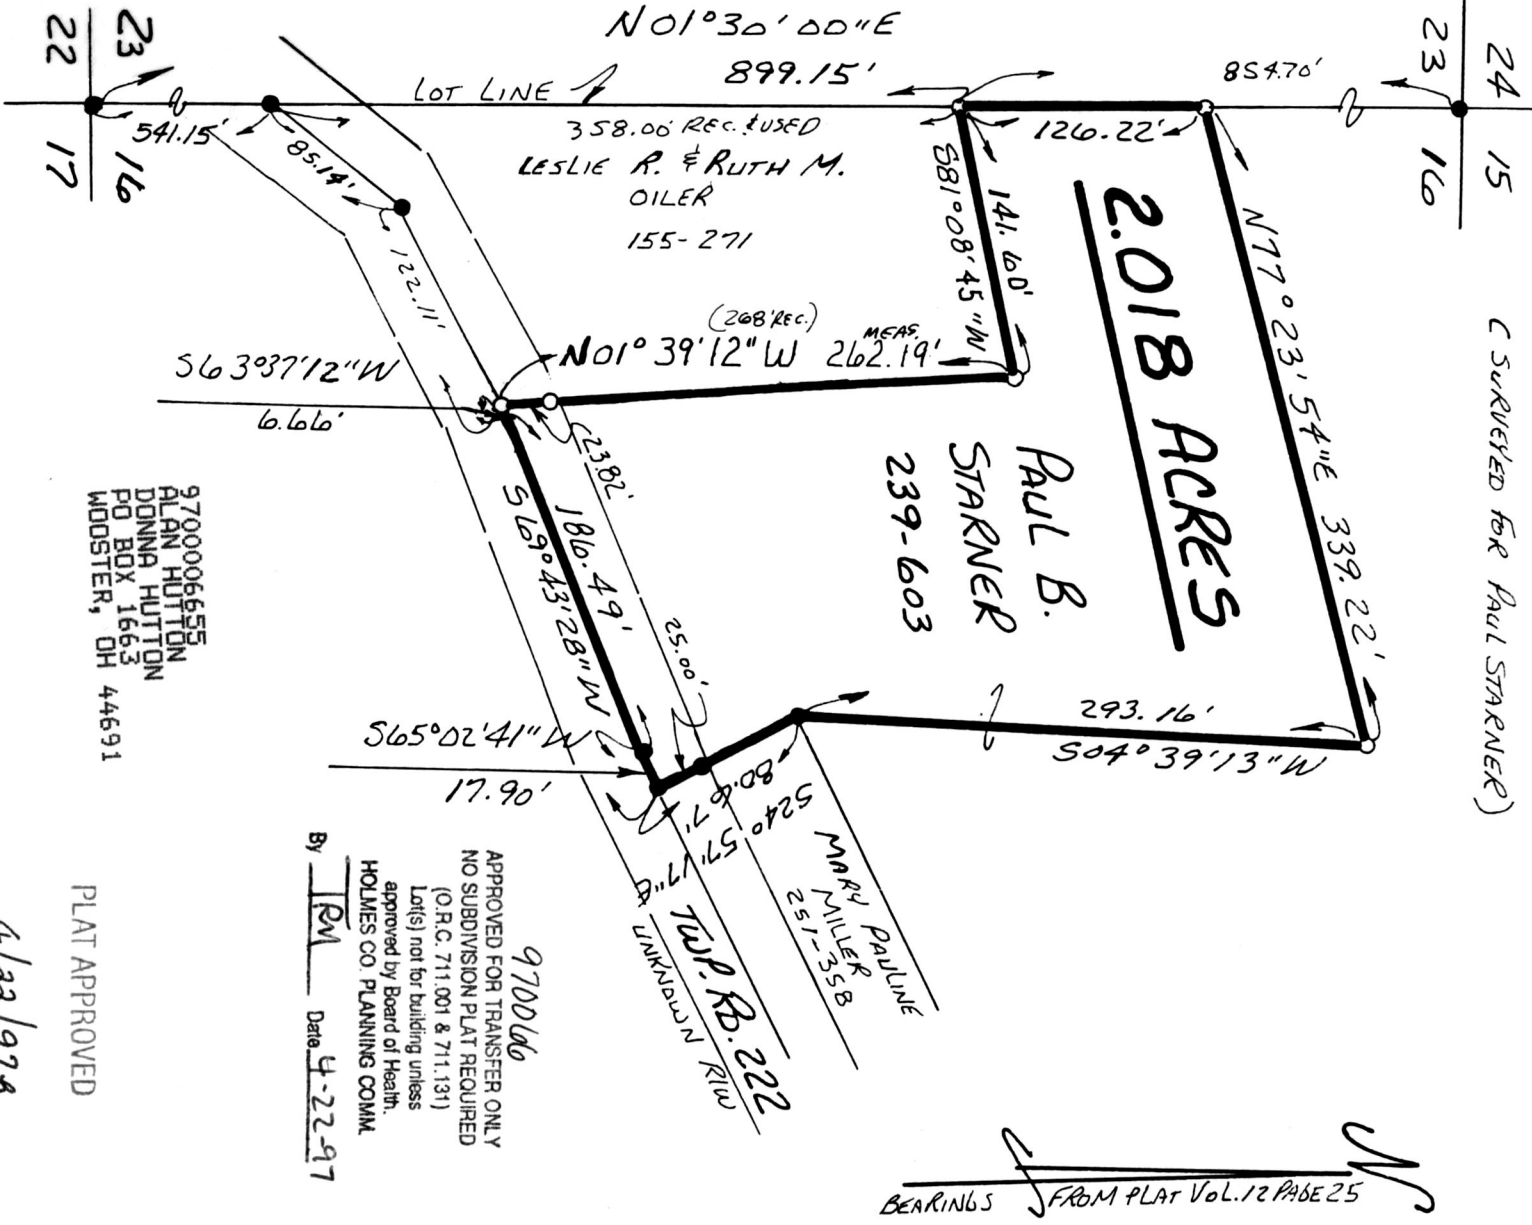 N01°30'00"E
899.15'
LOT LINE
358.00 REC. & USED
LESLIE R. & RUTH M.
OILER
155-271
541.15'
85.14'
122.11'
23
22
16
17
854.70'
24
23
15
16
126.22'
141.60'
S81°08'45"W
2.018 ACRES
N77°23'54"E 339.22'
(SURVEYED FOR PAUL STARNER)
(268' REC.)
N01°39'12"W 262.19'
MEAS.
S63°37'12"W
6.66'
(23.82'
PAUL B.
STARNER
239-603
186.49'
S69°43'28"W
25.00'
293.16'
S04°39'13"W
S65°02'41"W
17.90'
80.67'
S24°57'17"
MARY PAULINE
MILLER
251-358
TWP. RD. 222
UNKNOWN R/W
970006655
ALAN HUTTON
DONNA HUTTON
PO BOX 1663
WOOSTER, OH 44691
970066
APPROVED FOR TRANSFER ONLY
NO SUBDIVISION PLAT REQUIRED
(O.R.C. 711.001 & 711.131)
Lot(s) not for building unless
approved by Board of Health.
HOLMES CO. PLANNING COMM.
By RM Date 4-22-97
PLAT APPROVED
N
BEARINGS FROM PLAT VOL. 12 PAGE 25